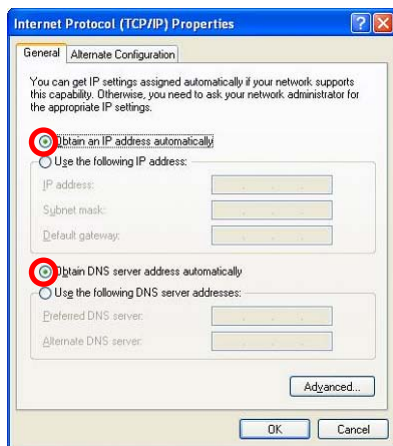 Internet Protocol (TCP/IP) Properties
General
Alternate Configuration
You can get IP settings assigned automatically if your network supports
this capability. Otherwise, you need to ask your network administrator for
the appropriate IP settings.
Obtain an IP address automatically
Use the following IP address:
IP address:
Subnet mask:
Default gateway:
Obtain DNS server address automatically
Use the following DNS server addresses:
Preferred DNS server:
Alternate DNS server:
Advanced...
OK
Cancel